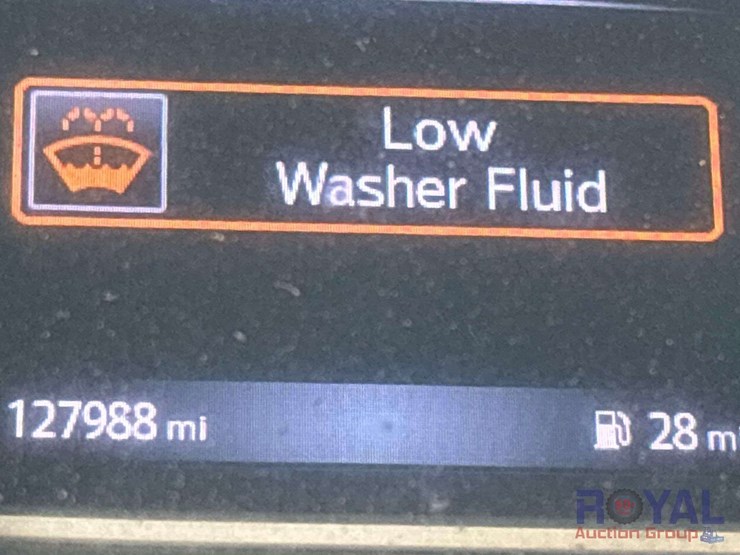 Low
Washer Fluid
127988 mi
28 m
ROYAL
Auction Group